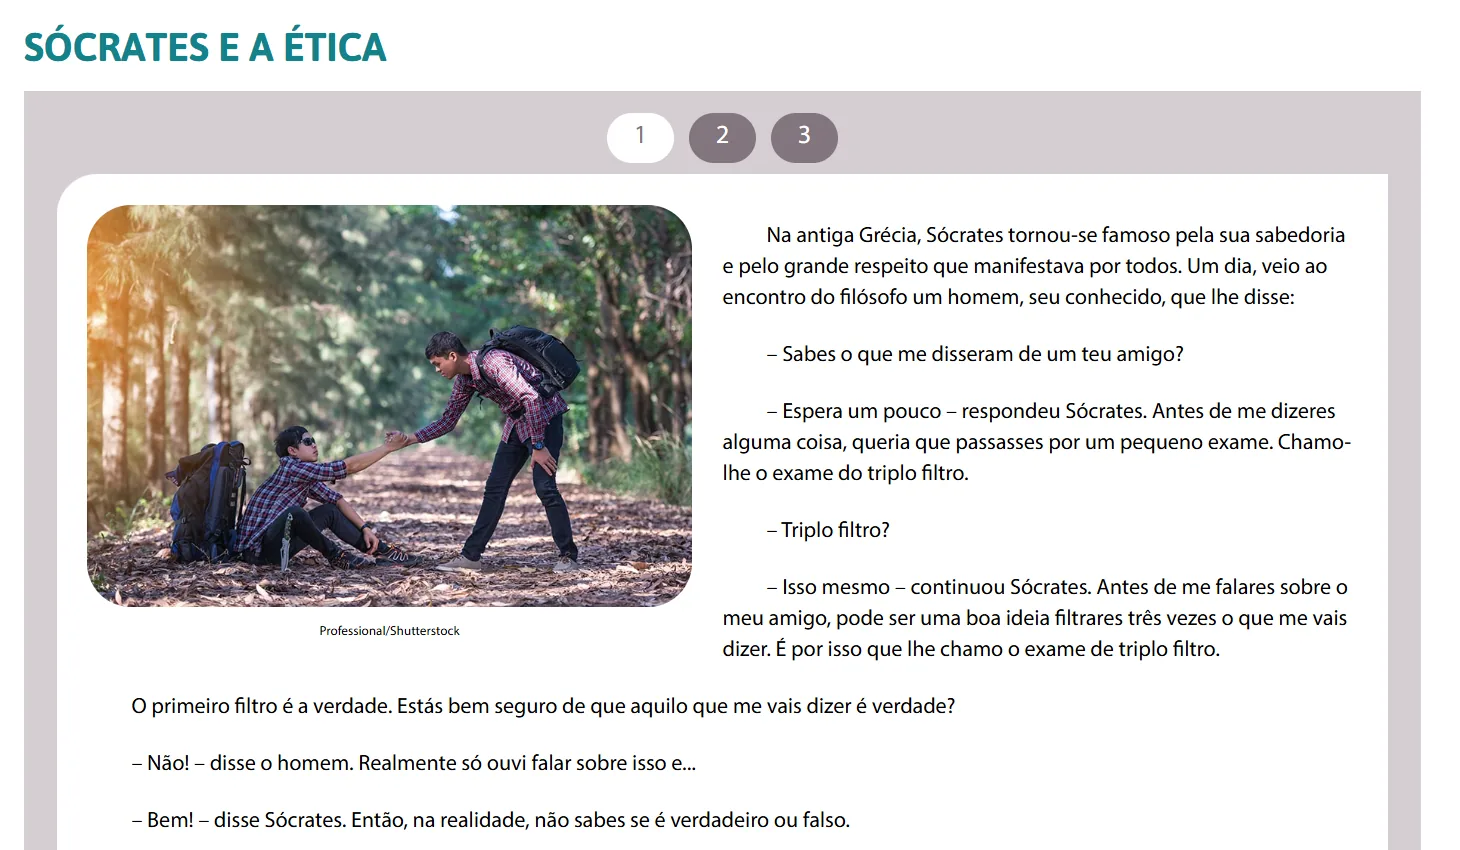 SÓCRATES E A ÉTICA
1 2 3
Na antiga Grécia, Sócrates tornou-se famoso pela sua sabedoria
e pelo grande respeito que manifestava por todos. Um dia, veio ao
encontro do filósofo um homem, seu conhecido, que lhe disse:
– Sabes o que me disseram de um teu amigo?
– Espera um pouco – respondeu Sócrates. Antes de me dizeres
alguma coisa, queria que passasses por um pequeno exame. Chamo-
lhe o exame do triplo filtro.
– Triplo filtro?
– Isso mesmo – continuou Sócrates. Antes de me falares sobre o
meu amigo, pode ser uma boa ideia filtrares três vezes o que me vais
dizer. É por isso que lhe chamo o exame de triplo filtro.
Professional/Shutterstock
O primeiro filtro é a verdade. Estás bem seguro de que aquilo que me vais dizer é verdade?
– Não! – disse o homem. Realmente só ouvi falar sobre isso e...
– Bem! – disse Sócrates. Então, na realidade, não sabes se é verdadeiro ou falso.